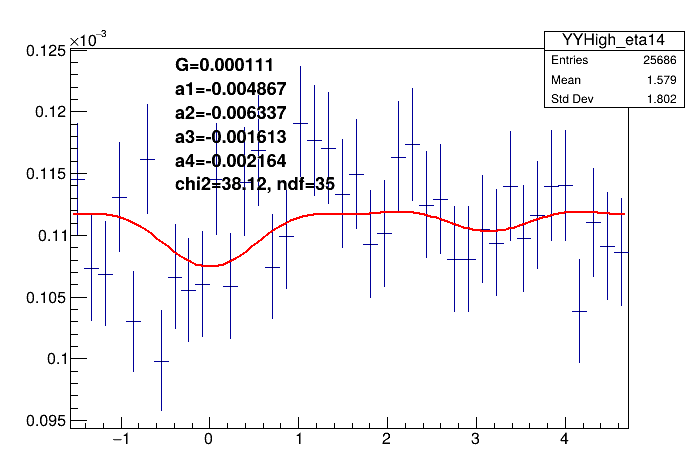 ×10⁻³
YYHigh_eta14
Entries 25686
Mean 1.579
Std Dev 1.802
G=0.000111
a1=-0.004867
a2=-0.006337
a3=-0.001613
a4=-0.002164
chi2=38.12, ndf=35
0.125
0.12
0.115
0.11
0.105
0.1
0.095
−1 0 1 2 3 4